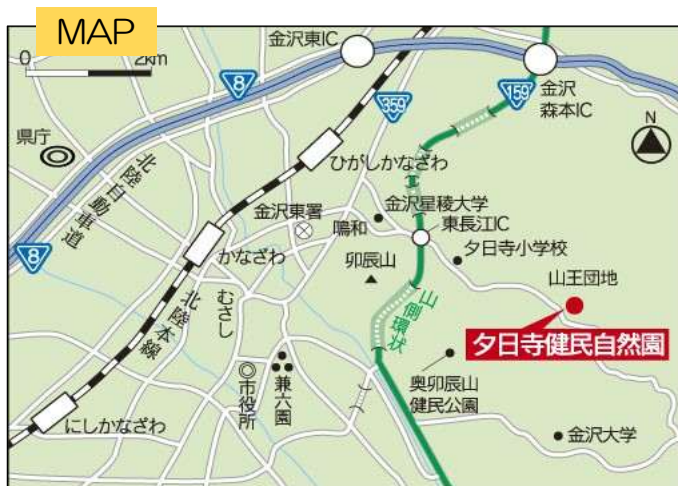 MAP
0 2km
金沢東IC
8
359
159
金沢
森本IC
N
県庁
北陸自動車道
ひがしかなざわ
金沢東署
金沢星稜大学
鳴和
東長江IC
夕日寺小学校
かなざわ
卯辰山
山王団地
8
北陸本線
むさし
山側環状
夕日寺健民自然園
市役所
兼六園
奥卯辰山
健民公園
にしかなざわ
金沢大学